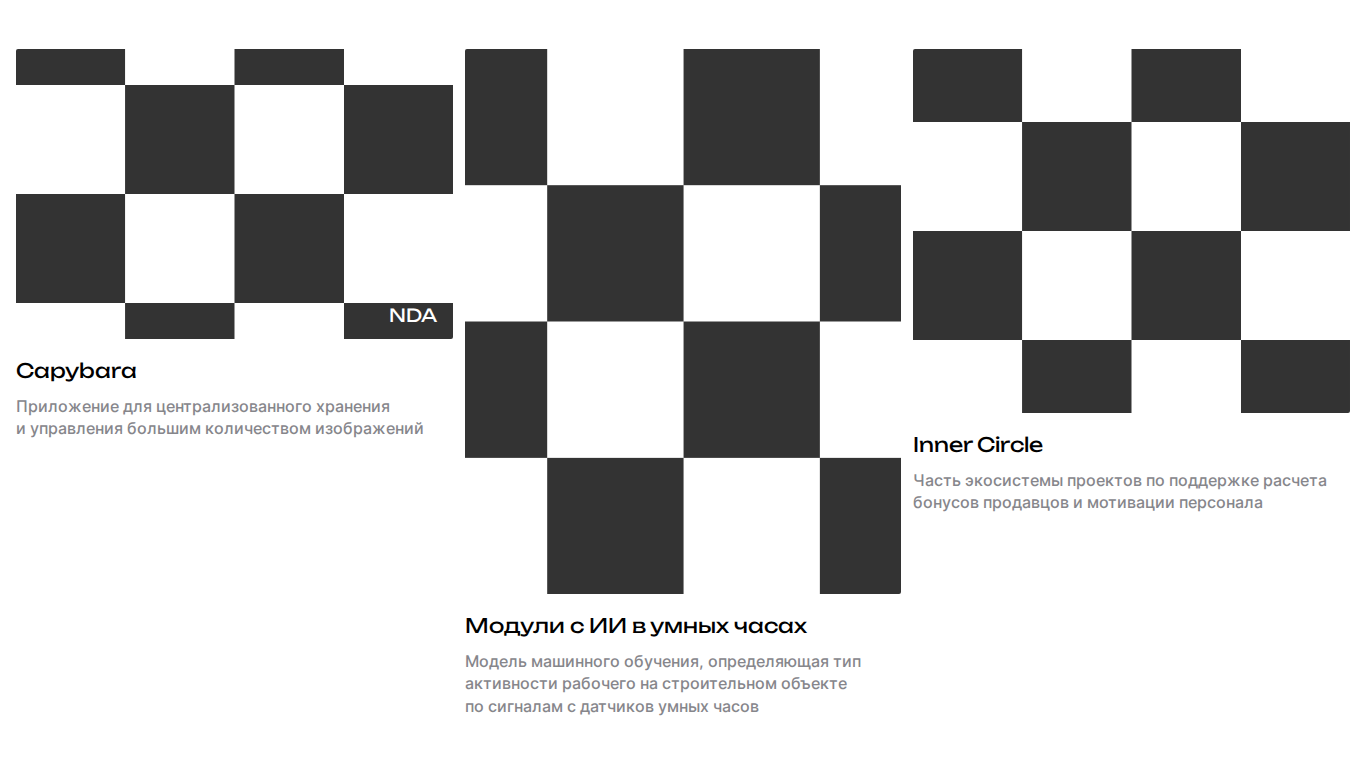 NDA
Capybara
Приложение для централизованного хранения
и управления большим количеством изображений
Модули с ИИ в умных часах
Модель машинного обучения, определяющая тип
активности рабочего на строительном объекте
по сигналам с датчиков умных часов
Inner Circle
Часть экосистемы проектов по поддержке расчета
бонусов продавцов и мотивации персонала